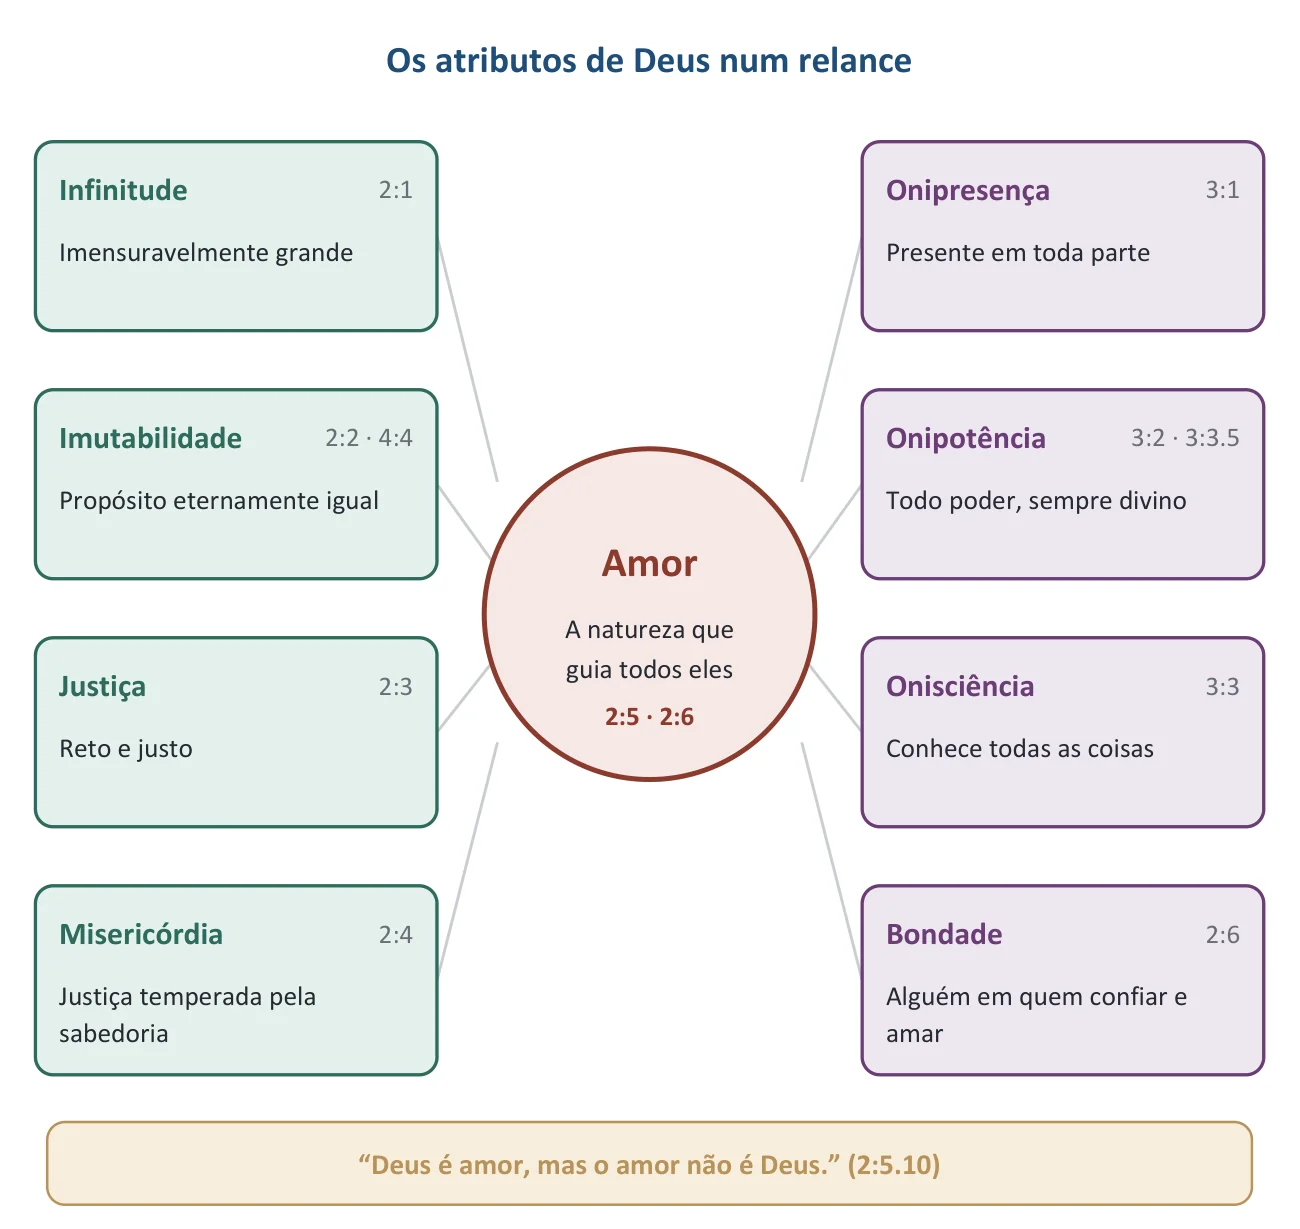 Os atributos de Deus num relance
Infinitude 2:1
Imensuravelmente grande
Imutabilidade 2:2 · 4:4
Propósito eternamente igual
Justiça 2:3
Reto e justo
Misericórdia 2:4
Justiça temperada pela
sabedoria
Amor
A natureza que
guia todos eles
2:5 · 2:6
Onipresença 3:1
Presente em toda parte
Onipotência 3:2 · 3:3.5
Todo poder, sempre divino
Onisciência 3:3
Conhece todas as coisas
Bondade 2:6
Alguém em quem confiar e
amar
“Deus é amor, mas o amor não é Deus.” (2:5.10)